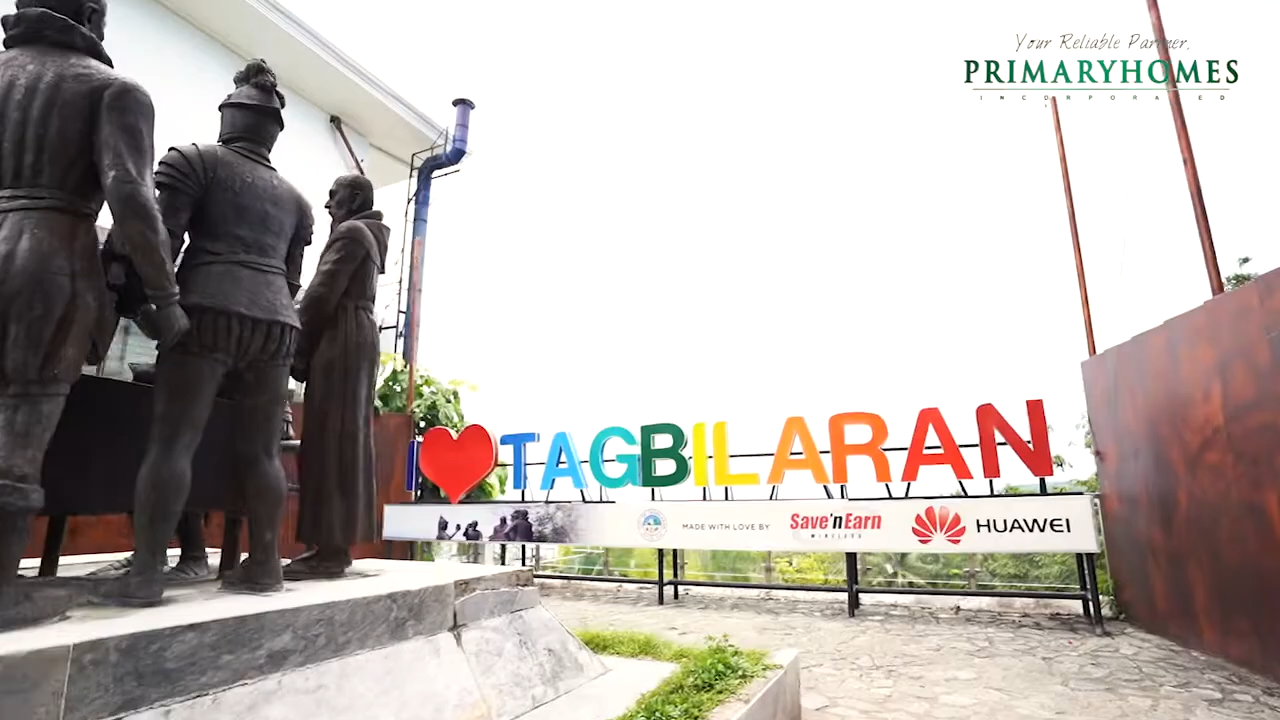 Your Reliable Partner.
PRIMARYHOMES
INCORPORATED
I ❤ TAGBILARAN
MADE WITH LOVE BY
Save'nEarn
WIRELESS
HUAWEI